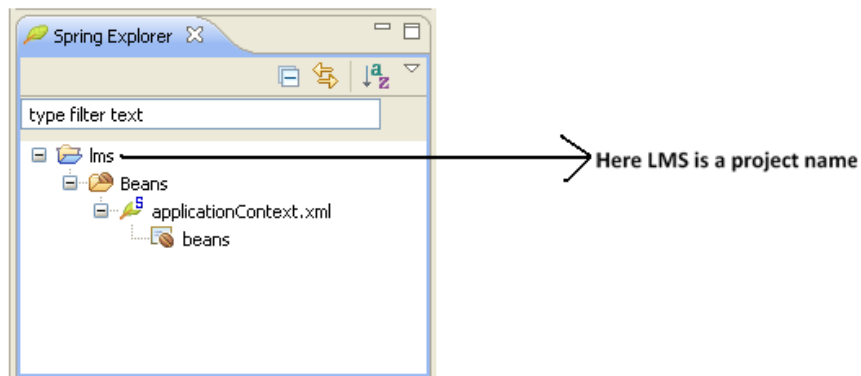 Spring Explorer
a
z
type filter text
lms
Here LMS is a project name
Beans
S
applicationContext.xml
beans